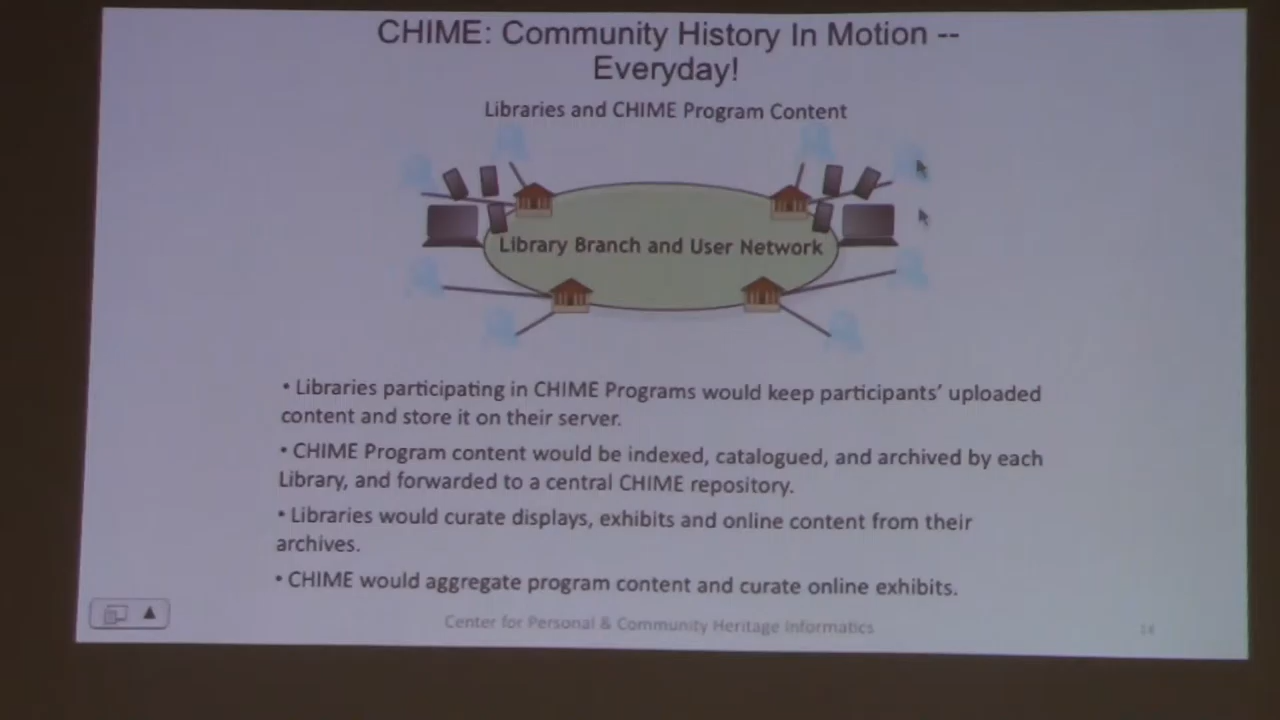 CHIME: Community History In Motion --
Everyday!
Libraries and CHIME Program Content
Library Branch and User Network
• Libraries participating in CHIME Programs would keep participants’ uploaded
content and store it on their server.
• CHIME Program content would be indexed, catalogued, and archived by each
Library, and forwarded to a central CHIME repository.
• Libraries would curate displays, exhibits and online content from their
archives.
• CHIME would aggregate program content and curate online exhibits.
Center for Personal & Community Heritage Informatics